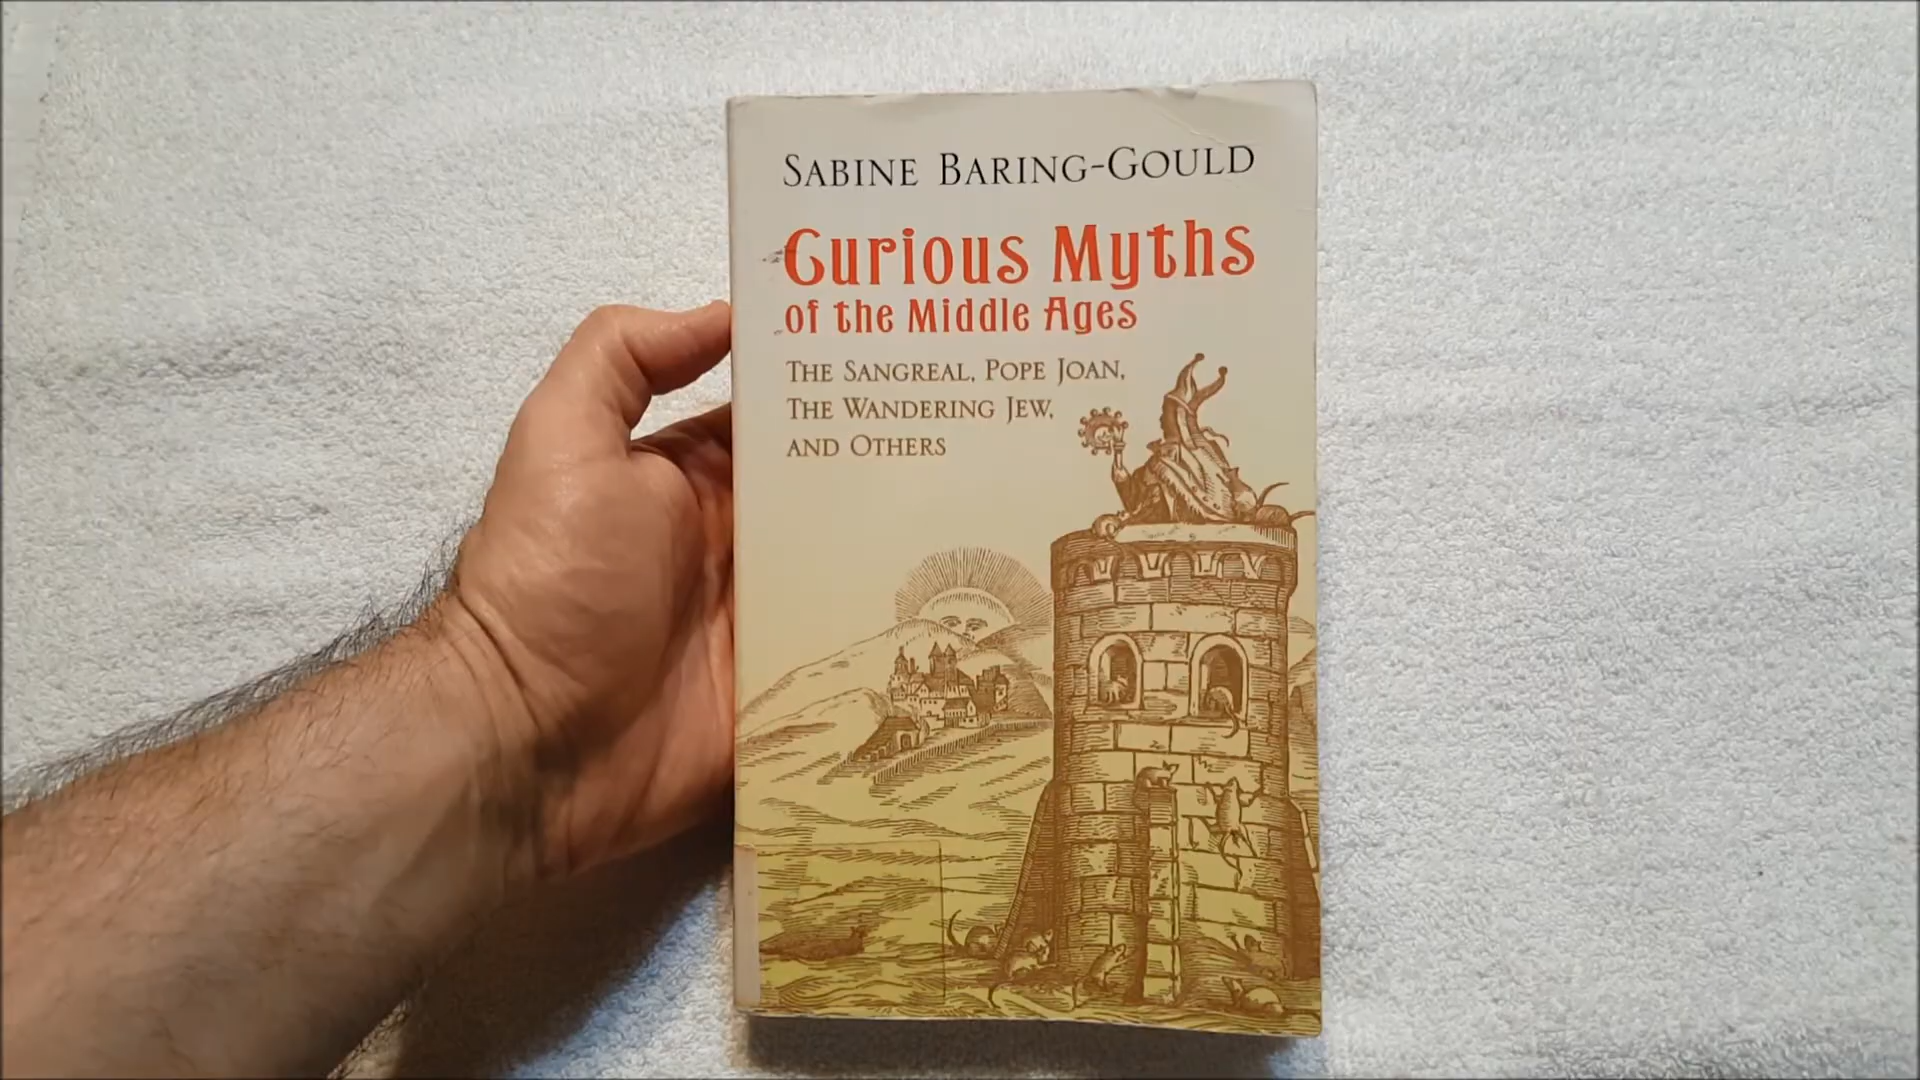 SABINE BARING-GOULD
Curious Myths
of the Middle Ages
THE SANGREAL, POPE JOAN,
THE WANDERING JEW,
AND OTHERS